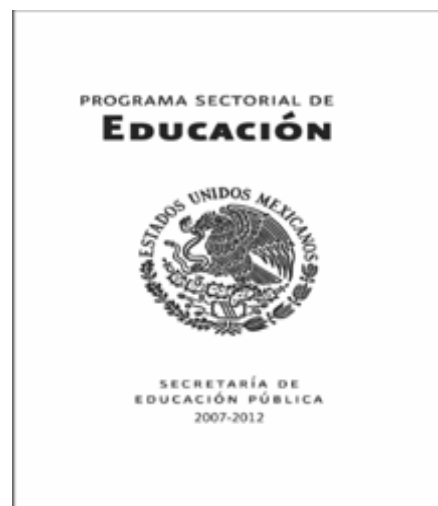 PROGRAMA SECTORIAL DE
EDUCACIÓN
ESTADOS UNIDOS MEXICANOS
SECRETARÍA DE
EDUCACIÓN PÚBLICA
2007-2012